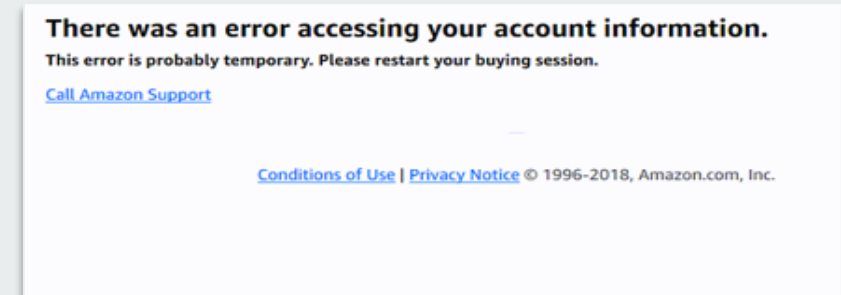 There was an error accessing your account information.
This error is probably temporary. Please restart your buying session.
Call Amazon Support
Conditions of Use | Privacy Notice © 1996-2018, Amazon.com, Inc.